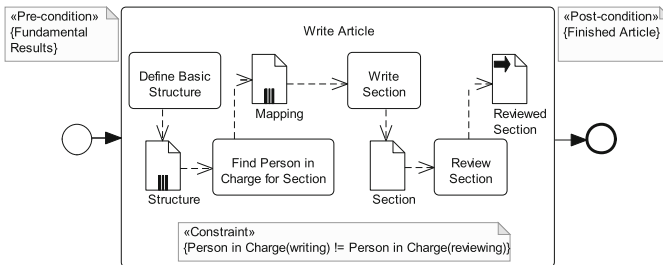 «Pre-condition»
{Fundamental
Results}
Write Article
«Post-condition»
{Finished Article}
Define Basic
Structure
Mapping
Write
Section
Reviewed
Section
Structure
Find Person in
Charge for Section
Section
Review
Section
«Constraint»
{Person in Charge(writing) != Person in Charge(reviewing)}